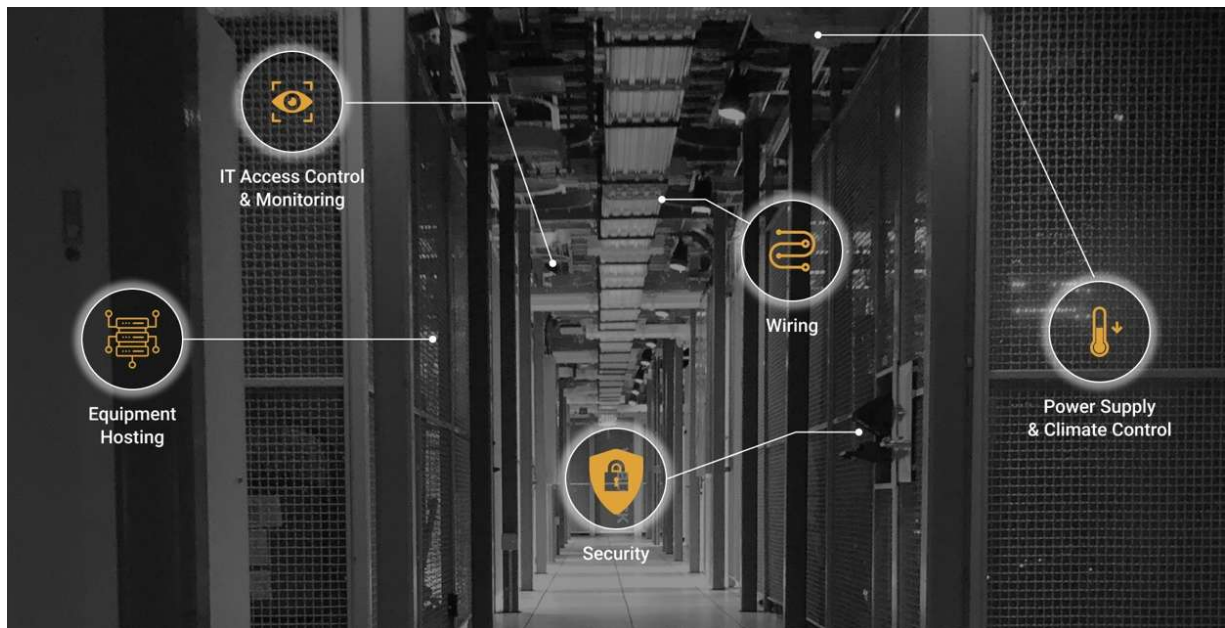 IT Access Control
& Monitoring
Wiring
Equipment
Hosting
Power Supply
& Climate Control
Security